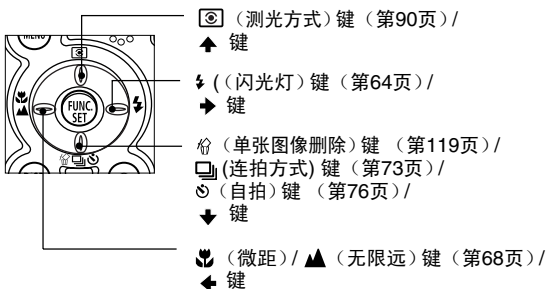 （测光方式）键（第90页）/
键
（(闪光灯）键（第64页）/
键
（单张图像删除）键 （第119页）/
(连拍方式) 键（第73页）/
（自拍）键 （第76页）/
键
（微距）/ （无限远）键（第68页）/
键
MENU
FUNC.
SET